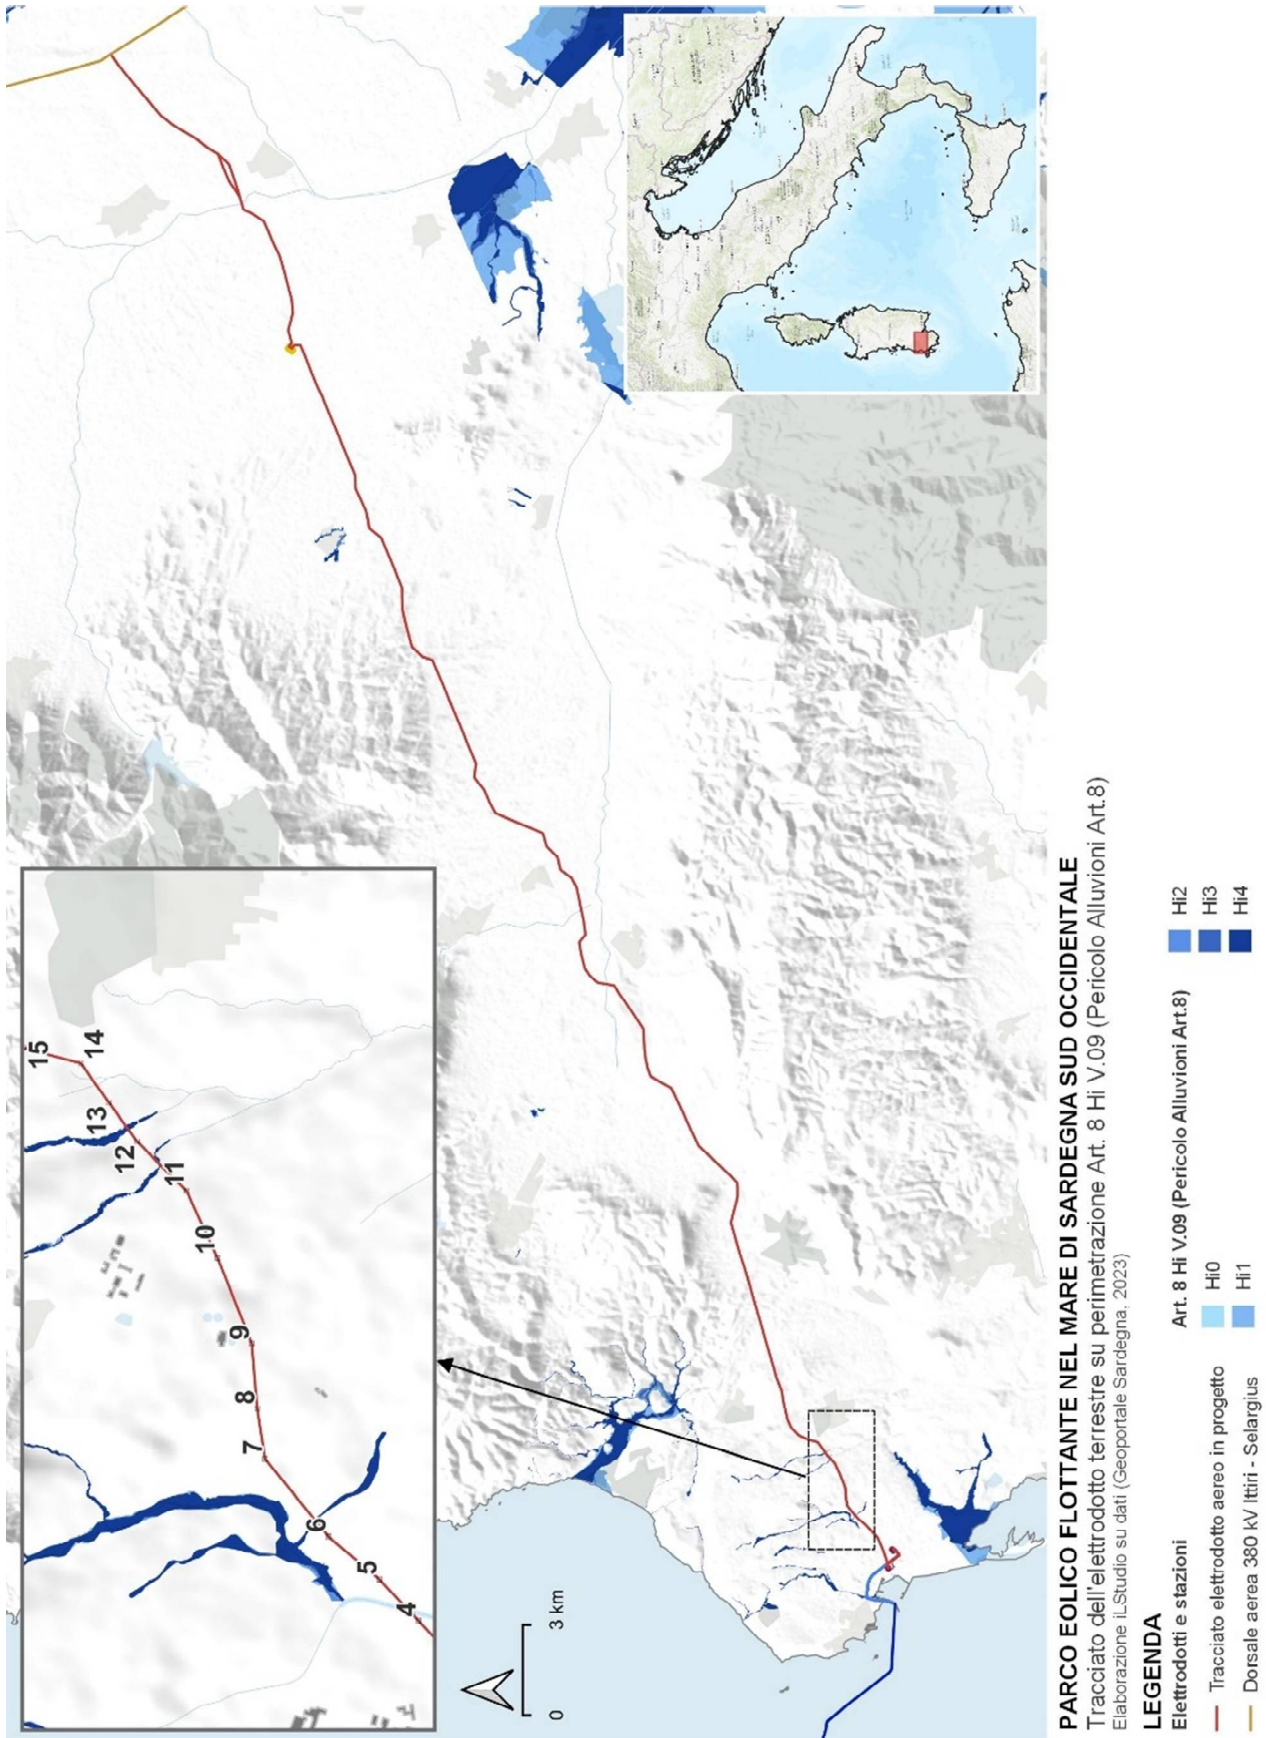 15
14
13
12
11
10
9
8
7
6
5
4
0
3 km
PARCO EOLICO FLOTTANTE NEL MARE DI SARDEGNA SUD OCCIDENTALE
Tracciato dell'elettrodotto terrestre su perimetrazione Art. 8 Hi V.09 (Pericolo Alluvioni Art.8)
Elaborazione iLStudio su dati (Geoportale Sardegna, 2023)
LEGENDA
Elettrodotti e stazioni
Tracciato elettrodotto aereo in progetto
Dorsale aerea 380 kV Ittiri - Selargius
Art. 8 Hi V.09 (Pericolo Alluvioni Art.8)
Hi0
Hi1
Hi2
Hi3
Hi4